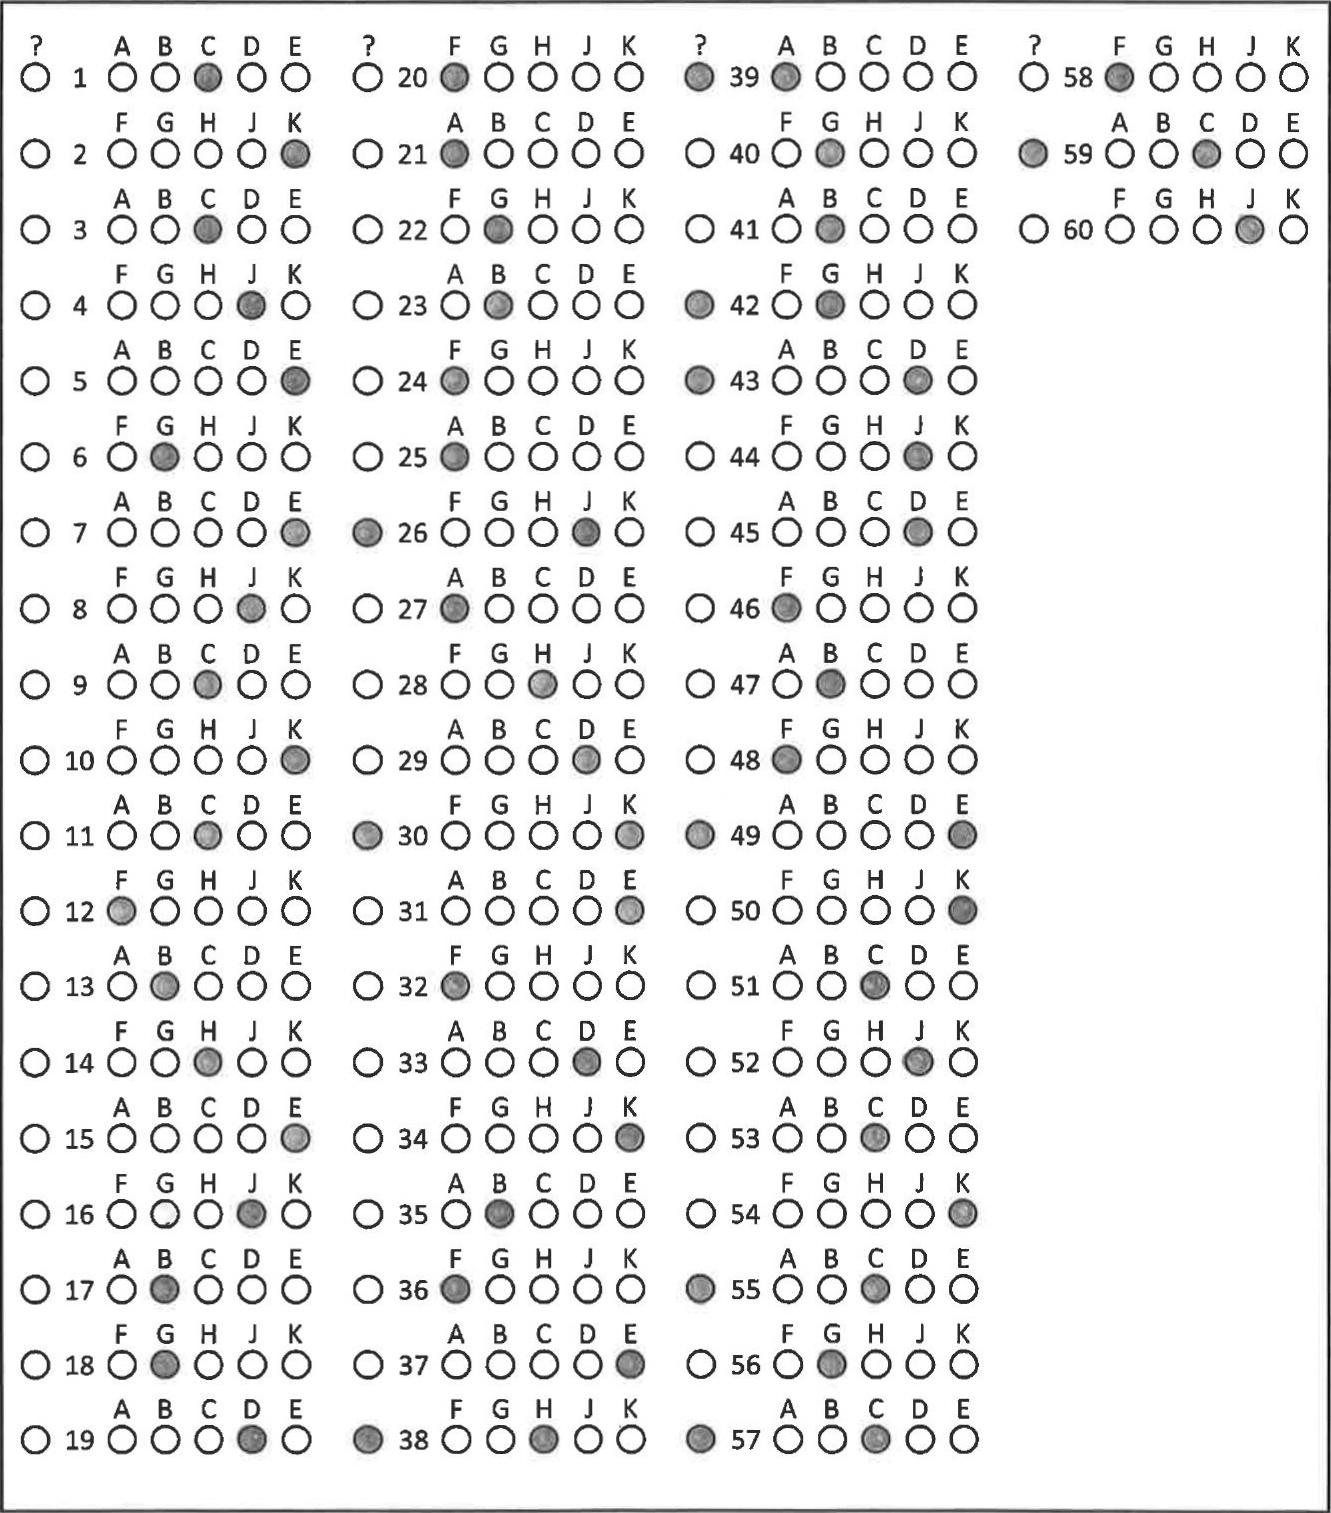 ? A B C D E ? F G H J K ? A B C D E ? F G H J K
1 20 39 58
F G H J K A B C D E F G H J K A B C D E
2 21 40 59
A B C D E F G H J K A B C D E F G H J K
3 22 41 60
F G H J K A B C D E F G H J K
4 23 42
A B C D E F G H J K A B C D E
5 24 43
F G H J K A B C D E F G H J K
6 25 44
A B C D E F G H J K A B C D E
7 26 45
F G H J K A B C D E F G H J K
8 27 46
A B C D E F G H J K A B C D E
9 28 47
F G H J K A B C D E F G H J K
10 29 48
A B C D E F G H J K A B C D E
11 30 49
F G H J K A B C D E F G H J K
12 31 50
A B C D E F G H J K A B C D E
13 32 51
F G H J K A B C D E F G H J K
14 33 52
A B C D E F G H J K A B C D E
15 34 53
F G H J K A B C D E F G H J K
16 35 54
A B C D E F G H J K A B C D E
17 36 55
F G H J K A B C D E F G H J K
18 37 56
A B C D E F G H J K A B C D E
19 38 57